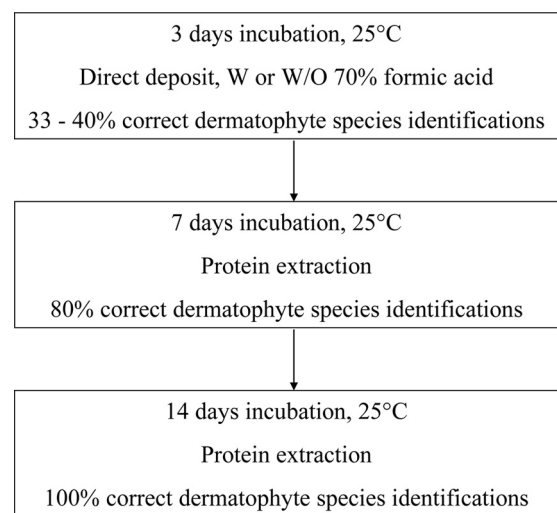 3 days incubation, 25°C
Direct deposit, W or W/O 70% formic acid
33 - 40% correct dermatophyte species identifications
7 days incubation, 25°C
Protein extraction
80% correct dermatophyte species identifications
14 days incubation, 25°C
Protein extraction
100% correct dermatophyte species identifications